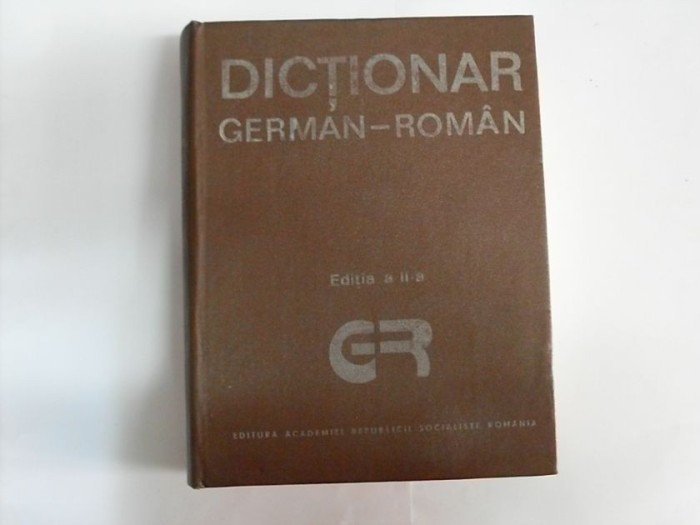 DICȚIONAR
GERMAN–ROMÂN
Ediția a II-a
GR
EDITURA ACADEMIEI REPUBLICII SOCIALISTE ROMÂNIA